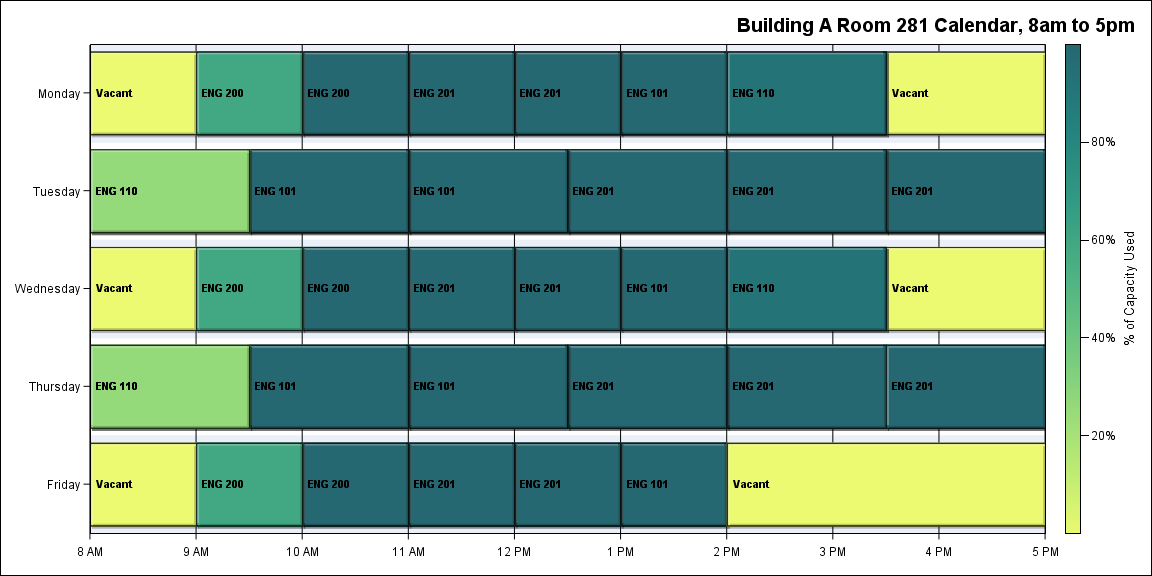 Building A Room 281 Calendar, 8am to 5pm
Monday
Vacant
ENG 200
ENG 200
ENG 201
ENG 201
ENG 101
ENG 110
Vacant
Tuesday
ENG 110
ENG 101
ENG 101
ENG 201
ENG 201
ENG 201
Wednesday
Vacant
ENG 200
ENG 200
ENG 201
ENG 201
ENG 101
ENG 110
Vacant
Thursday
ENG 110
ENG 101
ENG 101
ENG 201
ENG 201
ENG 201
Friday
Vacant
ENG 200
ENG 200
ENG 201
ENG 201
ENG 101
Vacant
8 AM
9 AM
10 AM
11 AM
12 PM
1 PM
2 PM
3 PM
4 PM
5 PM
80%
60%
40%
20%
% of Capacity Used